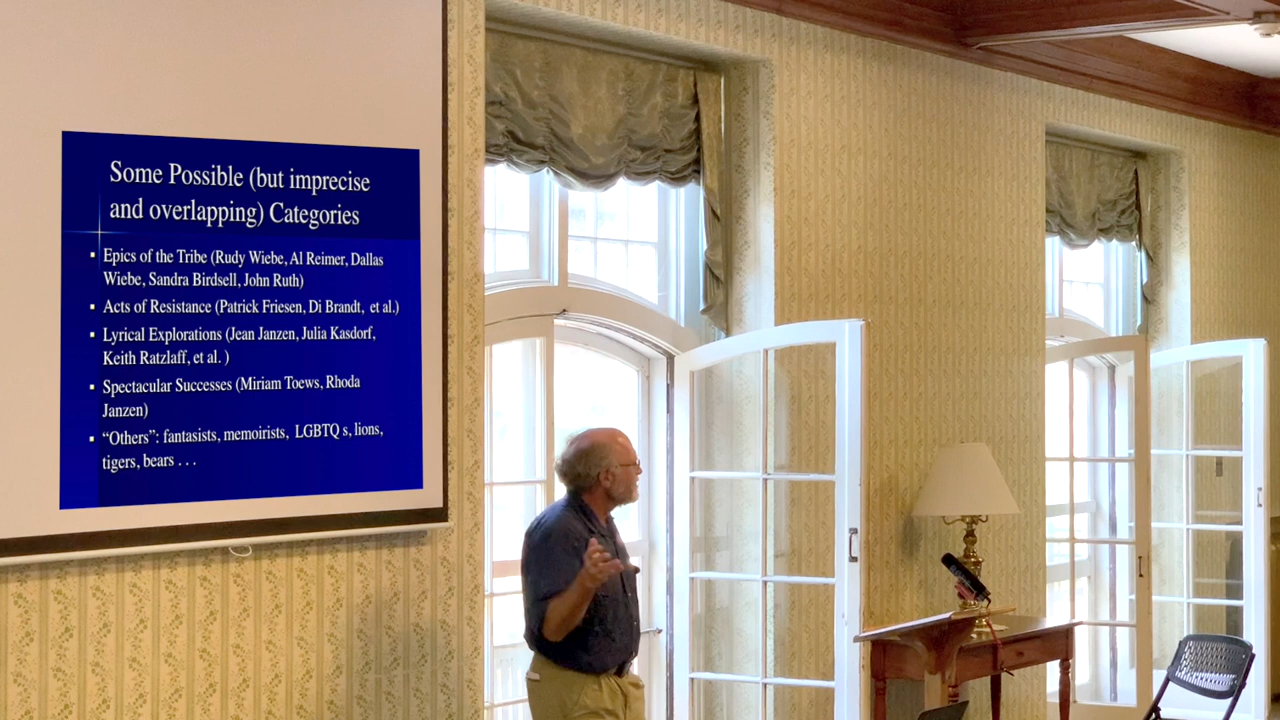 Some Possible (but imprecise
and overlapping) Categories
▪ Epics of the Tribe (Rudy Wiebe, Al Reimer, Dallas
Wiebe, Sandra Birdsell, John Ruth)
▪ Acts of Resistance (Patrick Friesen, Di Brandt, et al.)
▪ Lyrical Explorations (Jean Janzen, Julia Kasdorf,
Keith Ratzlaff, et al. )
▪ Spectacular Successes (Miriam Toews, Rhoda
Janzen)
▪ “Others”: fantasists, memoirists, LGBTQ s, lions,
tigers, bears . . .